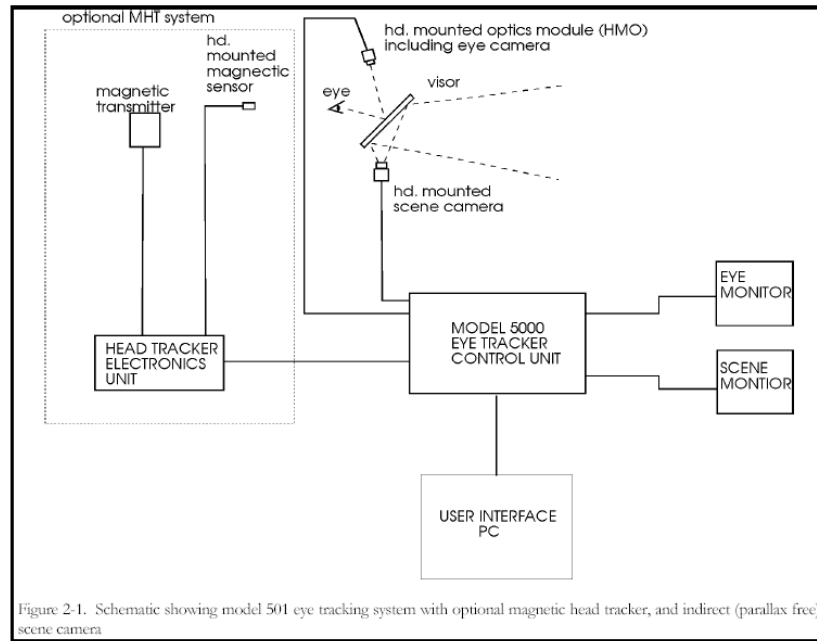 optional MHT system
hd.
mounted
magnectic
sensor
magnetic
transmitter
hd. mounted optics module (HMO)
including eye camera
eye
visor
hd. mounted
scene camera
HEAD TRACKER
ELECTRONICS
UNIT
MODEL 5000
EYE TRACKER
CONTROL UNIT
EYE
MONITOR
SCENE
MONTIOR
USER INTERFACE
PC
Figure 2-1. Schematic showing model 501 eye tracking system with optional magnetic head tracker, and indirect (parallax free)
scene camera